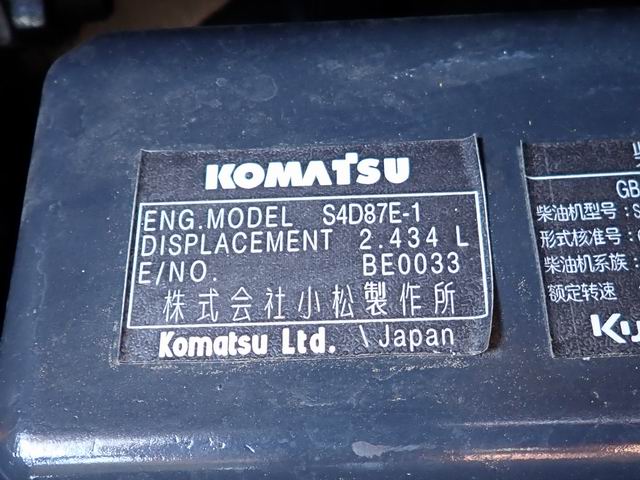 KOMATSU
ENG.MODEL S4D87E-1
DISPLACEMENT 2.434 L
E/NO. BE0033
株式会社小松製作所
Komatsu Ltd. \Japan
GB
柴油机型号:S
形式核准号:
柴油机系族:
额定转速